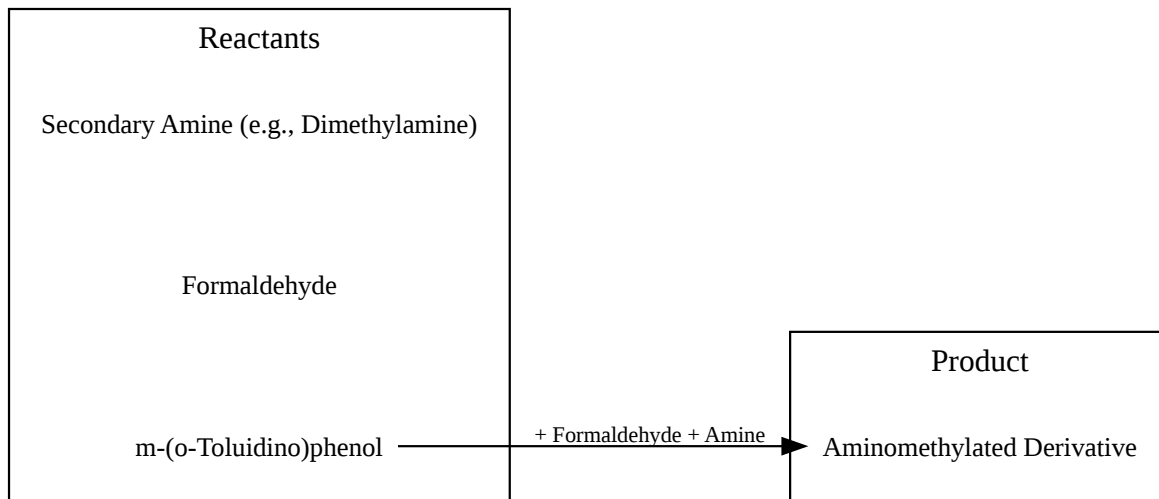 Reactants
Secondary Amine (e.g., Dimethylamine)
Formaldehyde
m-(o-Toluidino)phenol
+ Formaldehyde + Amine
Product
Aminomethylated Derivative